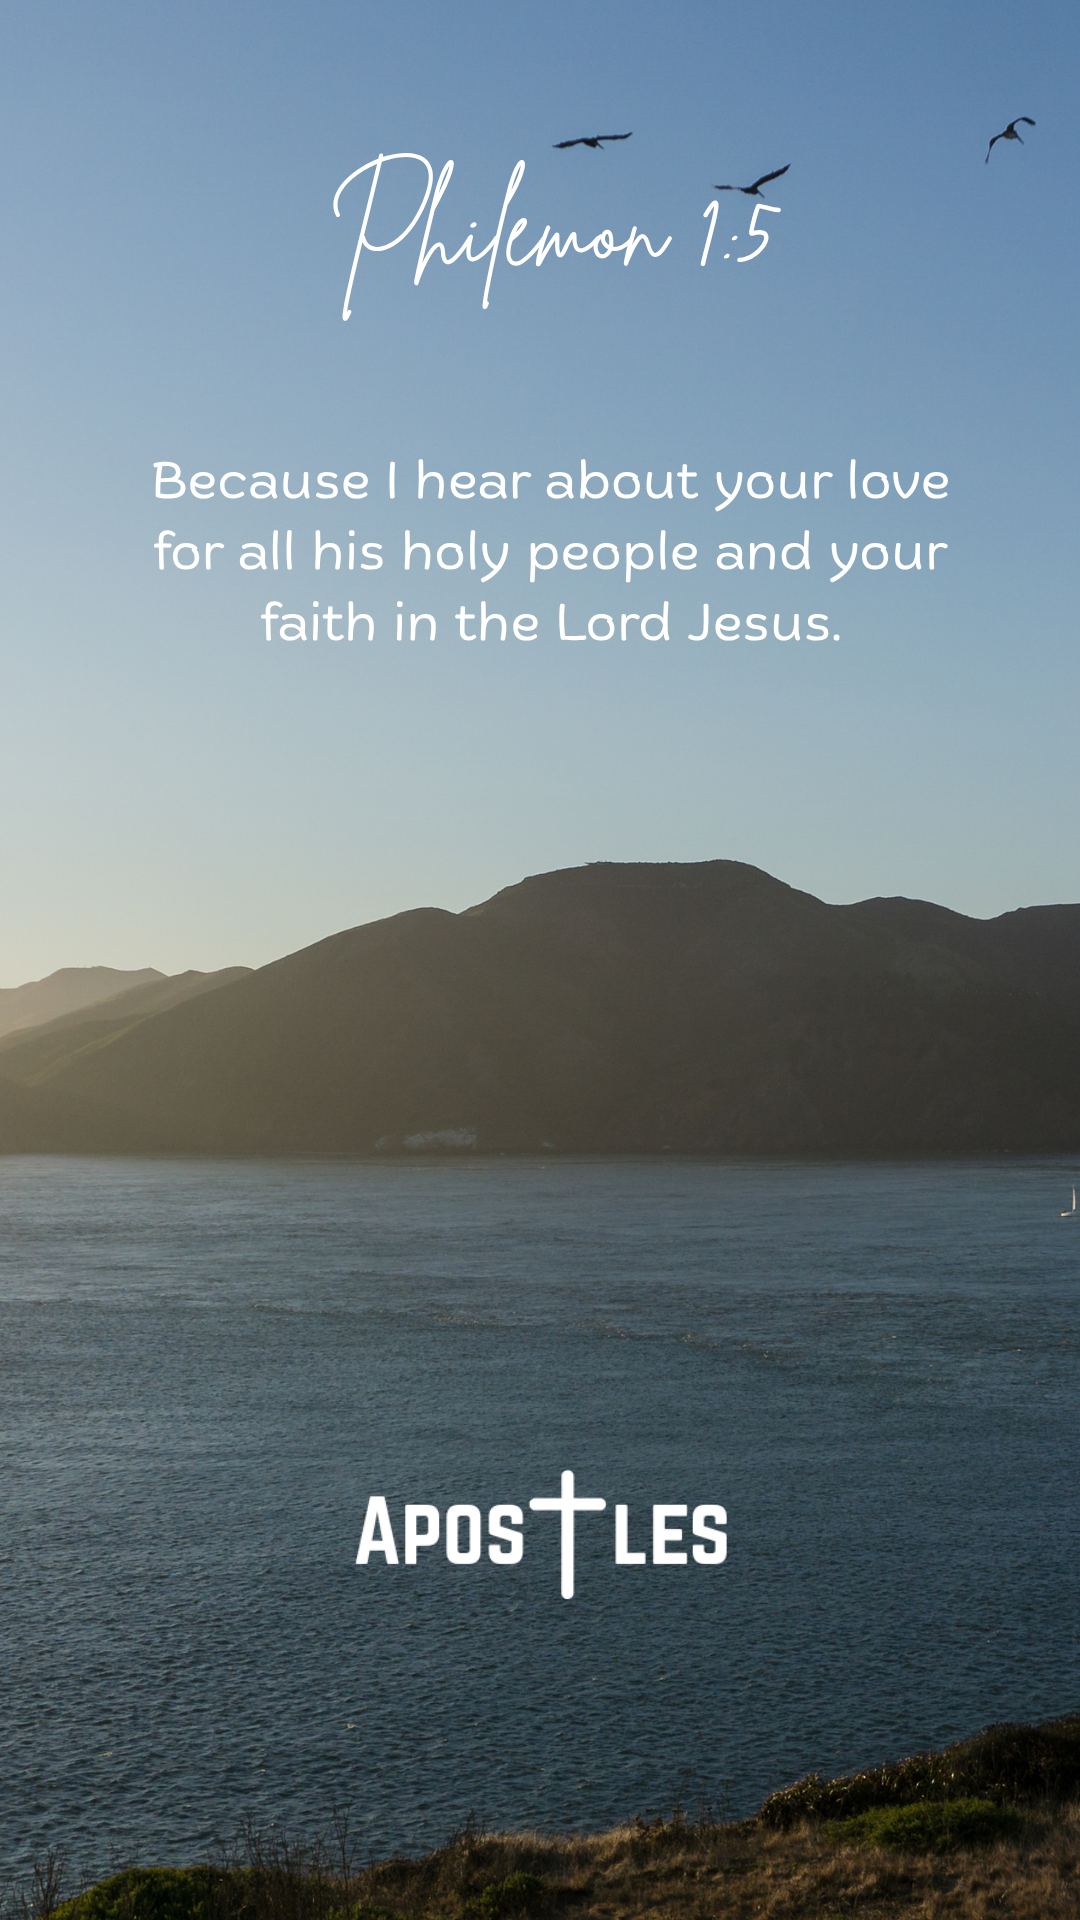 Philemon 1:5
Because I hear about your love
for all his holy people and your
faith in the Lord Jesus.
APOSTLES